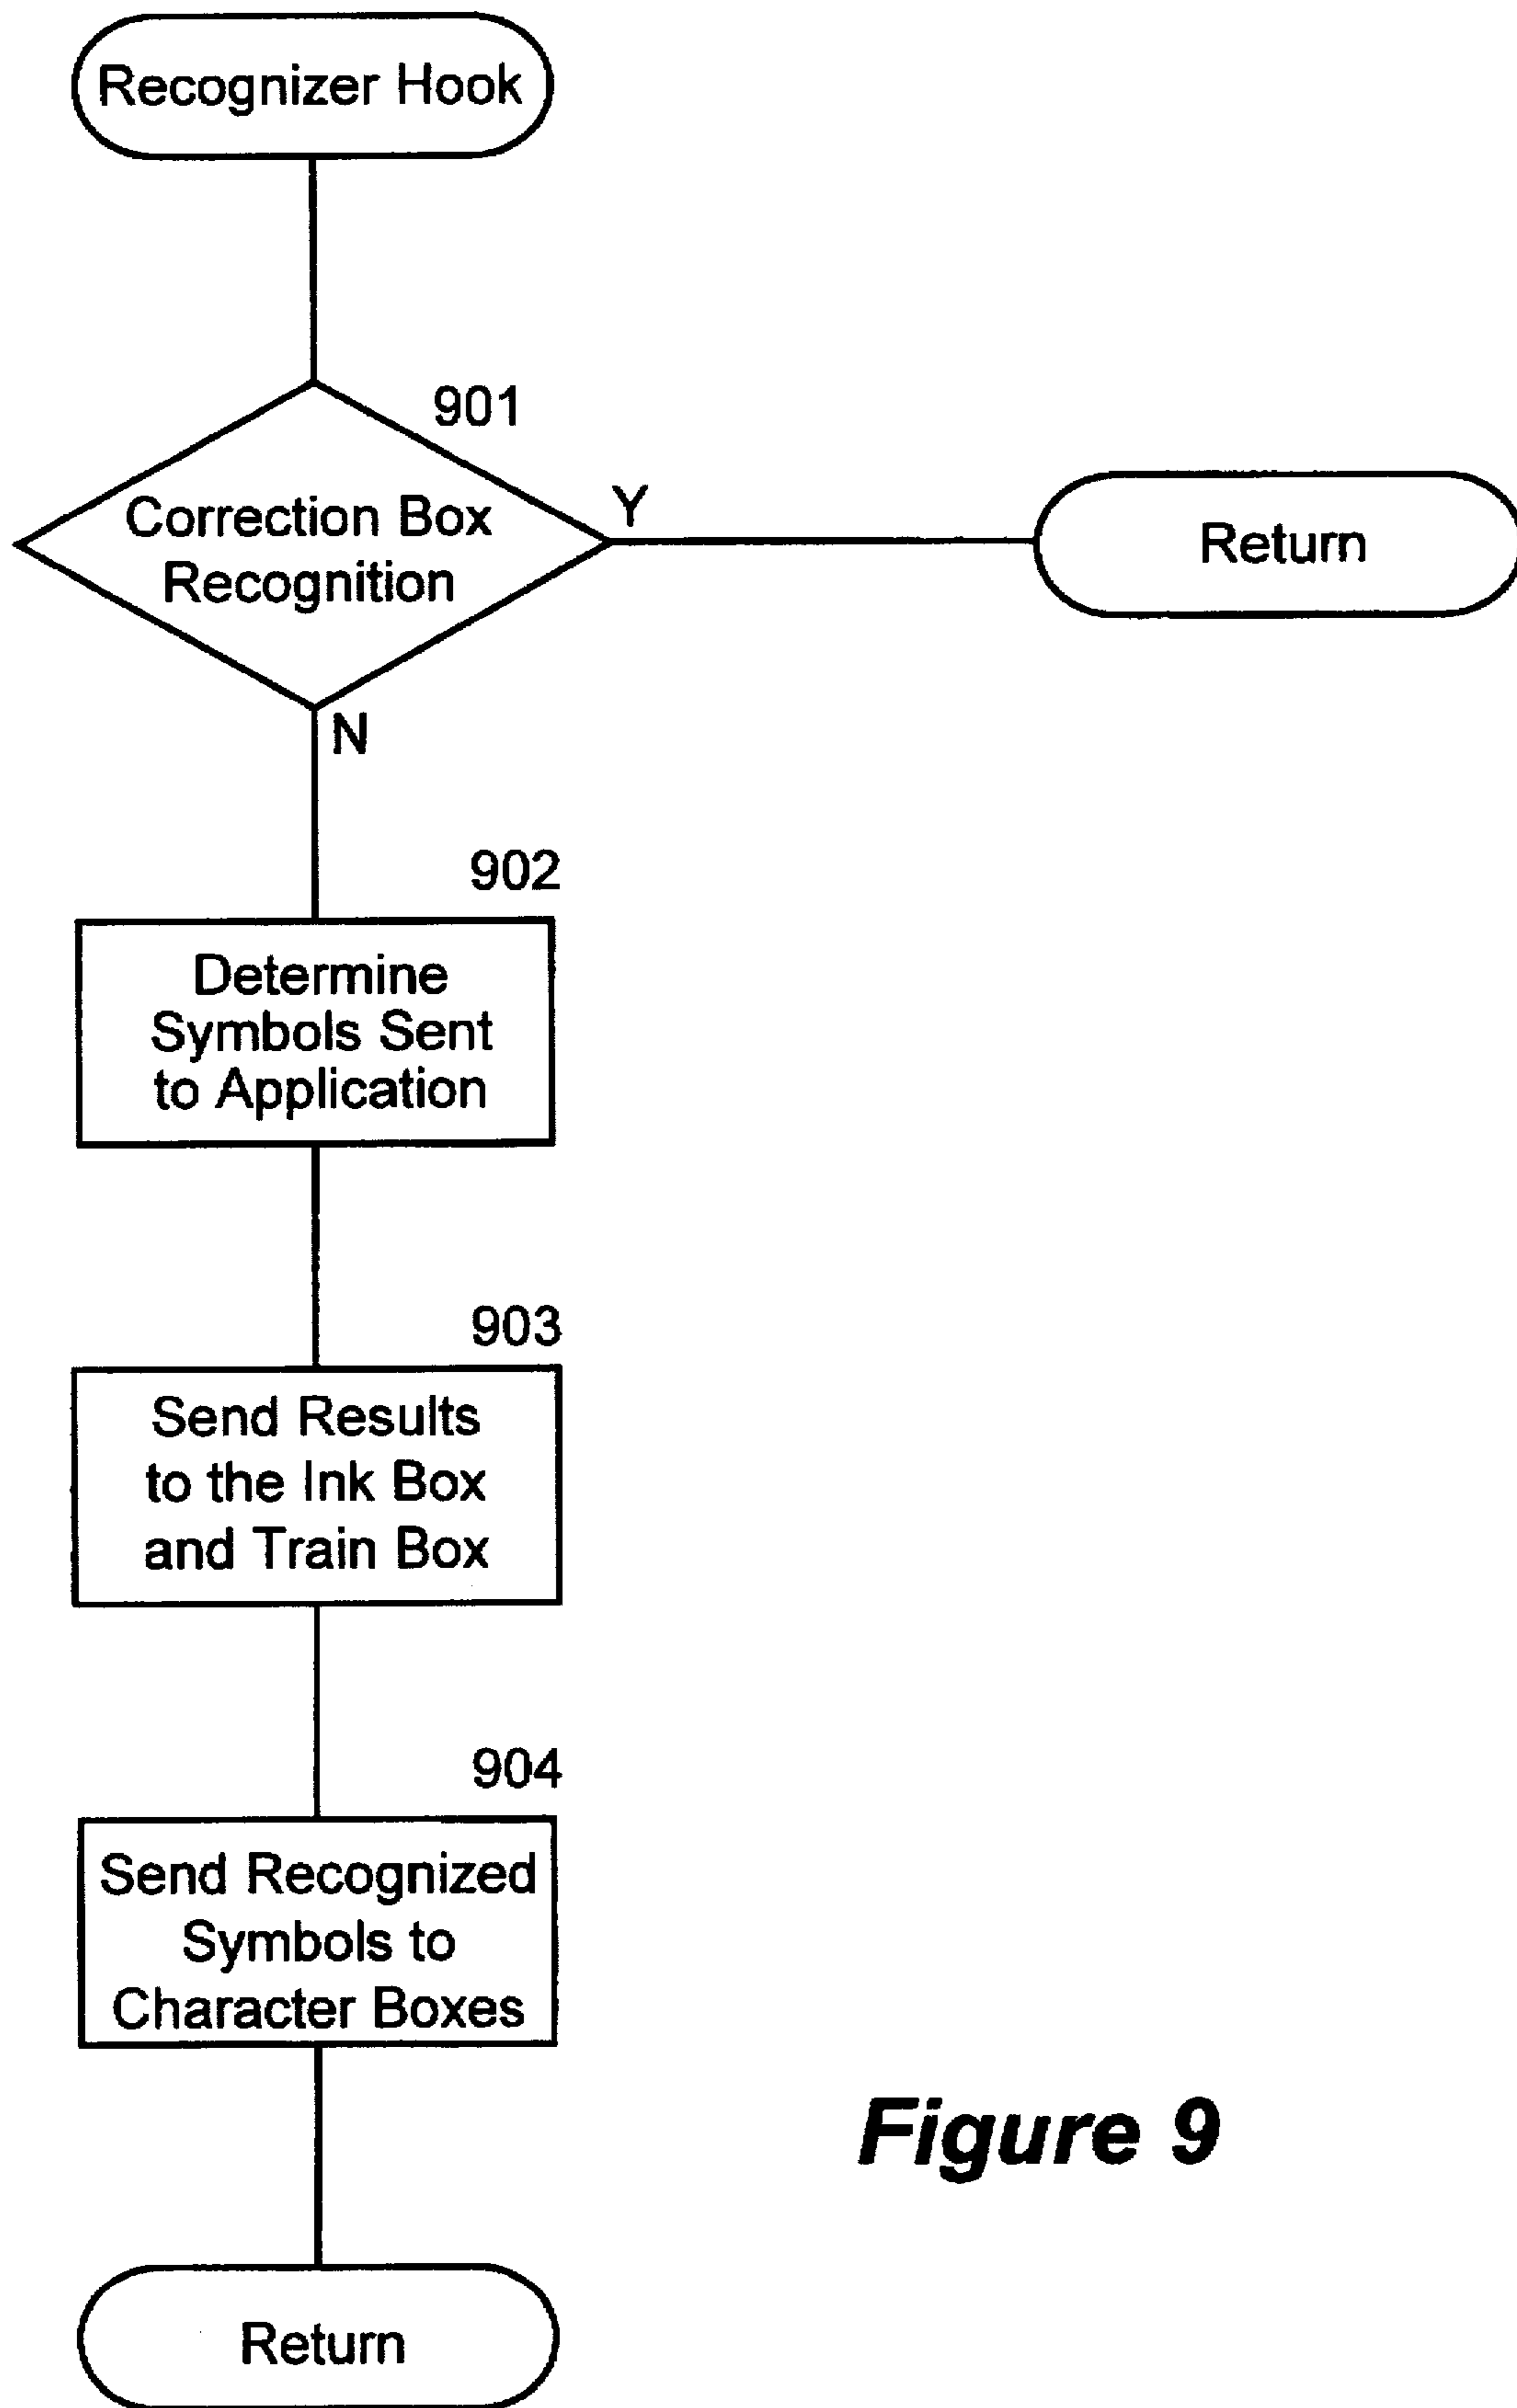 Recognizer Hook
901
Correction Box
Recognition
Y
Return
N
902
Determine
Symbols Sent
to Application
903
Send Results
to the Ink Box
and Train Box
904
Send Recognized
Symbols to
Character Boxes
Return
Figure 9